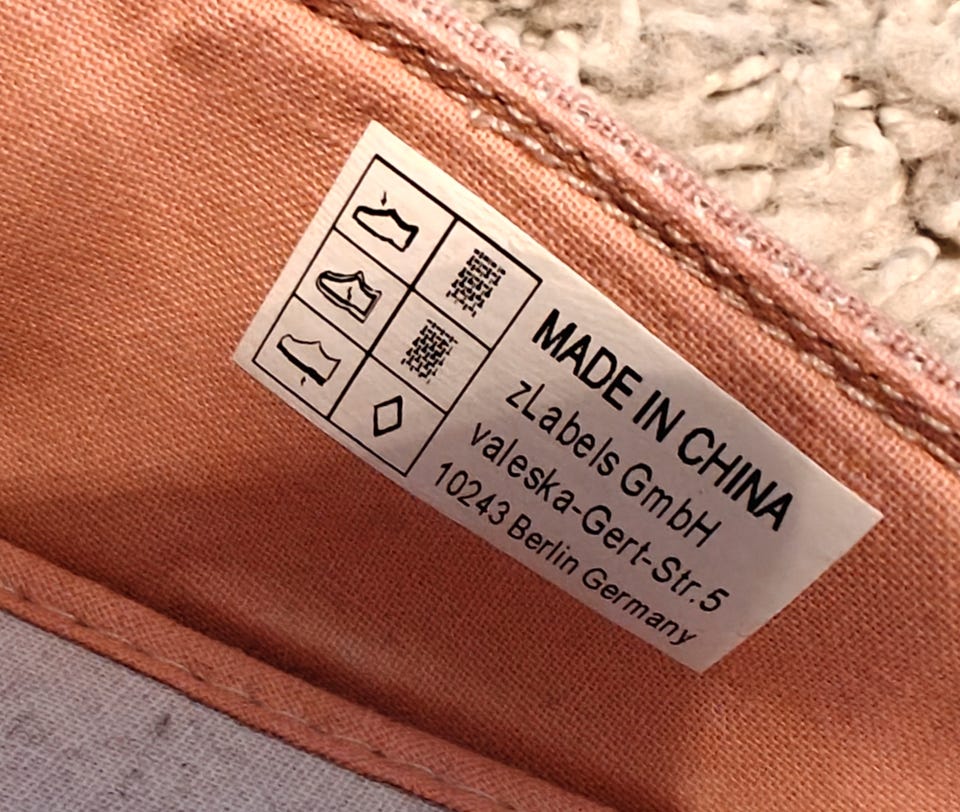 MADE IN CHINA
zLabels GmbH
valeska-Gert-Str.5
10243 Berlin Germany